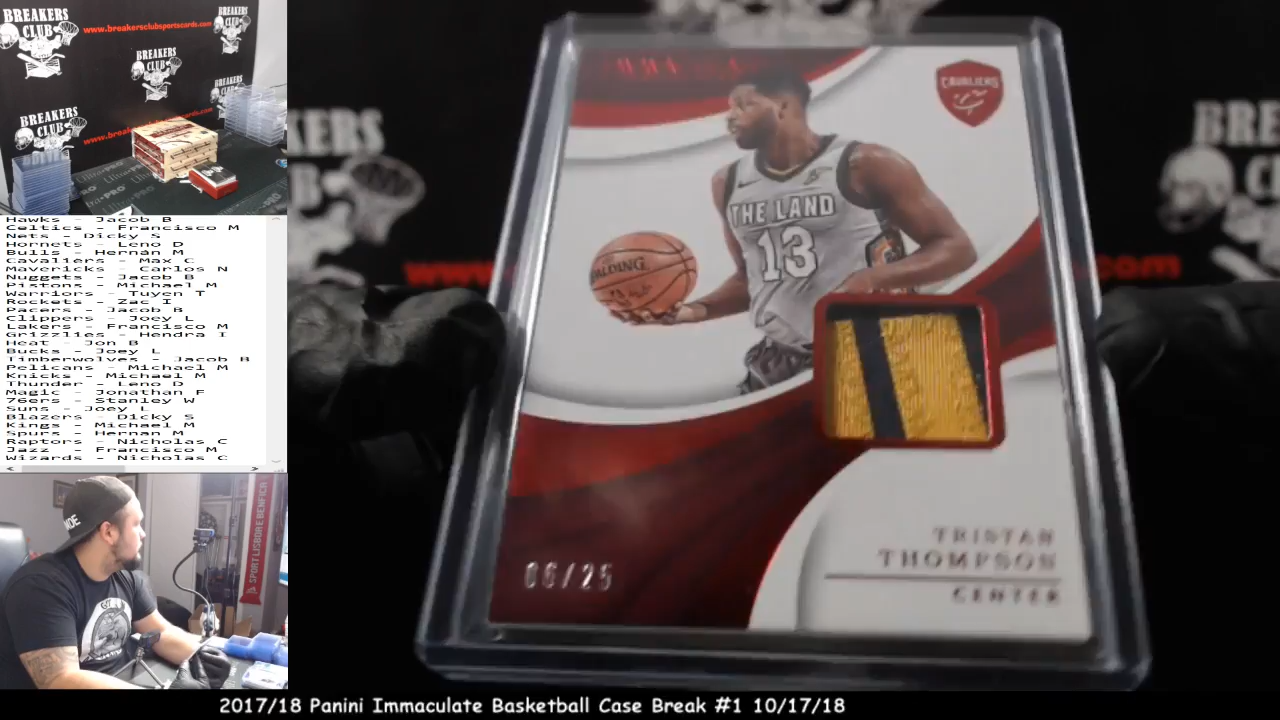 BREAKERS CLUB
www.breakersclubsportscards.com
BREAKERS CLUB
BREAKERS CLUB
BREAKERS
BREAKERS CLUB
Hawks - Jacob B
Celtics - Francisco M
Nets - Dicky S
Hornets - Leno D
Bulls - Hernan M
Cavaliers - Max C
Mavericks - Carlos N
Nuggets - Jacob B
Pistons - Michael M
Warriors - Tuyen T
Rockets - Zac I
Pacers - Jacob B
Clippers - Joey L
Lakers - Francisco M
Grizzlies - Hendra I
Heat - Jon B
Bucks - Joey L
Timberwolves - Jacob B
Pelicans - Michael M
Knicks - Michael M
Thunder - Leno D
Magic - Jonathan F
76ers - Stanley W
Suns - Joey L
Blazers - Dicky S
Kings - Michael M
Spurs - Hernan M
Raptors - Nicholas C
Jazz - Francisco M
Wizards - Nicholas C
SPORT LISBOA E BENFICA
CAVALIERS
THE LAND
13
SPALDING
06/25
TRISTAN
THOMPSON
CENTER
2017/18 Panini Immaculate Basketball Case Break #1 10/17/18